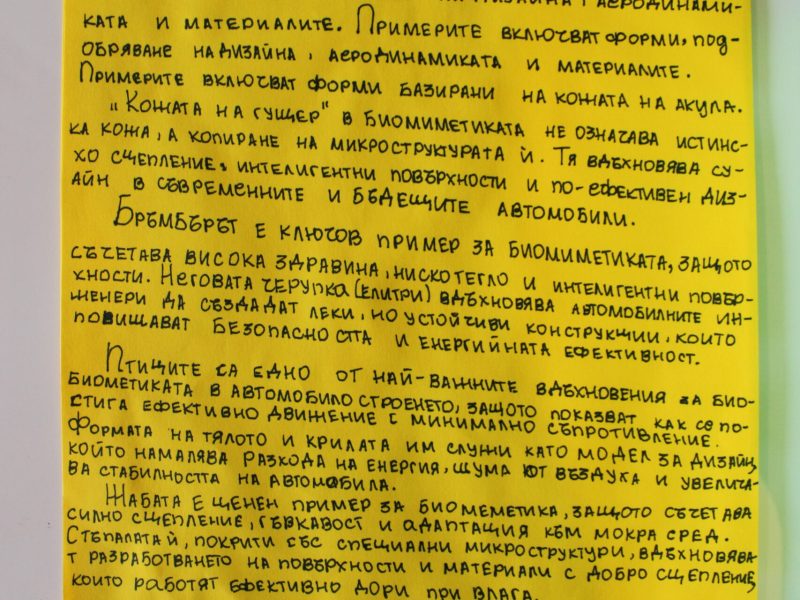 АЕРОДИНАМИ-
КАТА И МАТЕРИАЛИТЕ. ПРИМЕРИТЕ ВКЛЮЧВАТ ФОРМИ, ПОД-
ОБРЯВАНЕ НА ДИЗАЙНА, АЕРОДИНАМИКАТА И МАТЕРИАЛИТЕ.
ПРИМЕРИТЕ ВКЛЮЧВАТ ФОРМИ БАЗИРАНИ НА КОЖАТА НА АКУЛА.
„КОЖАТА НА ГУЩЕР" В БИОМИМЕТИКАТА НЕ ОЗНАЧАВА ИСТИНС-
КА КОЖА, А КОПИРАНЕ НА МИКРОСТРУКТУРАТА Й. ТЯ ВДЪХНОВЯВА СУ-
ХО СЦЕПЛЕНИЕ, ИНТЕЛИГЕНТНИ ПОВЪРХНОСТИ И ПО-ЕФЕКТИВЕН ДИЗ-
АЙН В СЪВРЕМЕННИТЕ И БЪДЕЩИТЕ АВТОМОБИЛИ.
БРЪМБЪРЪТ Е КЛЮЧОВ ПРИМЕР ЗА БИОМИМЕТИКАТА, ЗАЩОТО
СЪЧЕТАВА ВИСОКА ЗДРАВИНА, НИСКО ТЕГЛО И ИНТЕЛИГЕНТНИ ПОВЪР-
ХНОСТИ. НЕГОВАТА ЧЕРУПКА (ЕЛИТРИ) ВДЪХНОВЯВА АВТОМОБИЛНИТЕ ИН-
ЖЕНЕРИ ДА СЪЗДАДАТ ЛЕКИ, НО УСТОЙЧИВИ КОНСТРУКЦИИ, КОИТО
ПОВИШАВАТ БЕЗОПАСНОСТТА И ЕНЕРГИЙНАТА ЕФЕКТИВНОСТ.
ПТИЦИТЕ СА ЕДНО ОТ НАЙ-ВАЖНИТЕ ВДЪХНОВЕНИЯ ЗА БИО-
БИОМЕТИКАТА В АВТОМОБИЛО СТРОЕНЕТО, ЗАЩОТО ПОКАЗВАТ КАК СЕ ПО-
СТИГА ЕФЕКТИВНО ДВИЖЕНИЕ С МИНИМАЛНО СЪПРОТИВЛЕНИЕ.
ФОРМАТА НА ТЯЛОТО И КРИЛАТА ИМ СЛУЖИ КАТО МОДЕЛ ЗА ДИЗАЙН,
КОЙТО НАМАЛЯВА РАЗХОДА НА ЕНЕРГИЯ, ШУМА ОТ ВЪЗДУХА И УВЕЛИЧА-
ВА СТАБИЛНОСТТА НА АВТОМОБИЛА.
ЖАБАТА Е ЦЕНЕН ПРИМЕР ЗА БИОМЕМЕТИКА, ЗАЩОТО СЪЧЕТАВА
СИЛНО СЦЕПЛЕНИЕ, ГЪВКАВОСТ И АДАПТАЦИЯ КЪМ МОКРА СРЕД.
СТЪПАЛАТА Й, ПОКРИТИ СЪС СПЕЦИАЛНИ МИКРОСТРУКТУРИ, ВДЪХНОВЯВА
Т РАЗРАБОТВАНЕТО НА ПОВЪРХНОСТИ И МАТЕРИАЛИ С ДОБРО СЦЕПЛЕНИЕ,
КОИТО РАБОТЯТ ЕФЕКТИВНО ДОРИ ПРИ ВЛАГА.